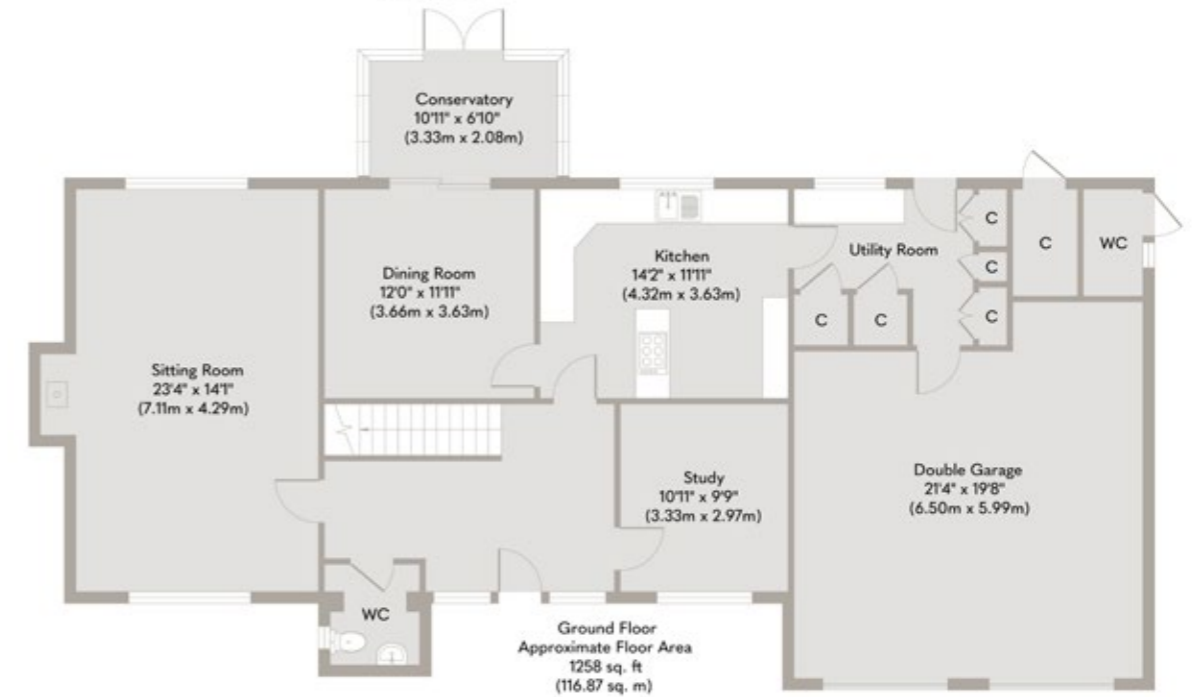 Conservatory
10'11" x 6'10"
(3.33m x 2.08m)
Dining Room
12'0" x 11'11"
(3.66m x 3.63m)
Kitchen
14'2" x 11'11"
(4.32m x 3.63m)
Utility Room
C
C
C
C
C
C
WC
Sitting Room
23'4" x 14'1"
(7.11m x 4.29m)
Study
10'11" x 9'9"
(3.33m x 2.97m)
Double Garage
21'4" x 19'8"
(6.50m x 5.99m)
WC
Ground Floor
Approximate Floor Area
1258 sq. ft
(116.87 sq. m)